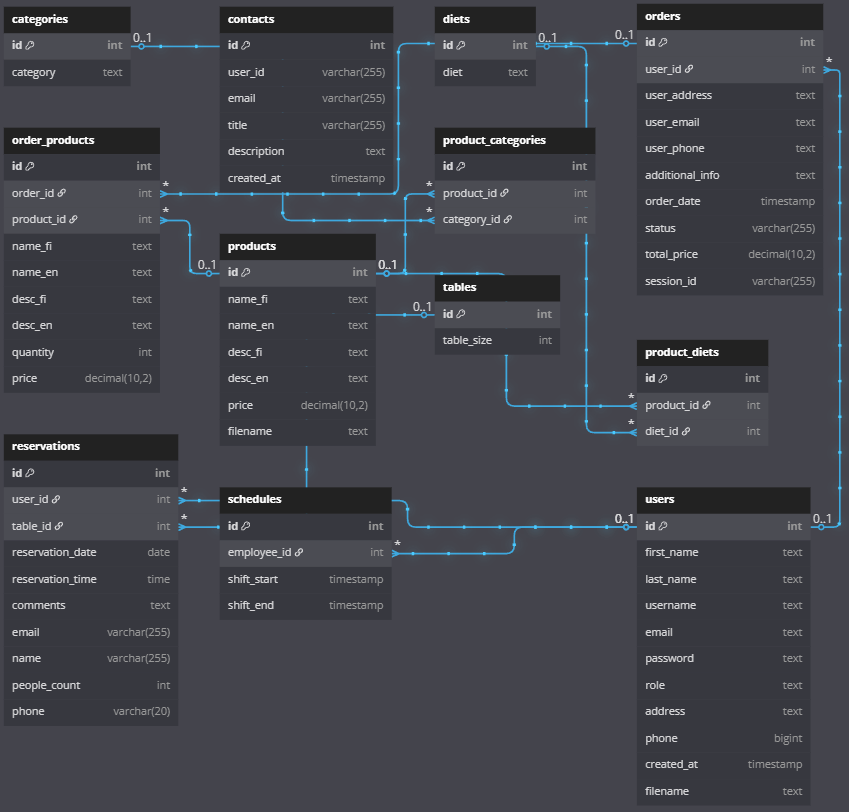 categories
id int
category text
0..1
contacts
id int
user_id varchar(255)
email varchar(255)
title varchar(255)
description text
created_at timestamp
diets
id int
diet text
0..1
0..1
orders
id int
user_id int
user_address text
user_email text
user_phone text
additional_info text
order_date timestamp
status varchar(255)
total_price decimal(10,2)
session_id varchar(255)
*
order_products
id int
order_id int
product_id int
name_fi text
name_en text
desc_fi text
desc_en text
quantity int
price decimal(10,2)
*
*
product_categories
id int
product_id int
category_id int
*
*
products
id int
name_fi text
name_en text
desc_fi text
desc_en text
price decimal(10,2)
filename text
0..1
0..1
tables
id int
table_size int
0..1
product_diets
id int
product_id int
diet_id int
*
*
reservations
id int
user_id int
table_id int
reservation_date date
reservation_time time
comments text
email varchar(255)
name varchar(255)
people_count int
phone varchar(20)
*
*
schedules
id int
employee_id int
shift_start timestamp
shift_end timestamp
*
users
id int
first_name text
last_name text
username text
email text
password text
role text
address text
phone bigint
created_at timestamp
filename text
0..1
0..1